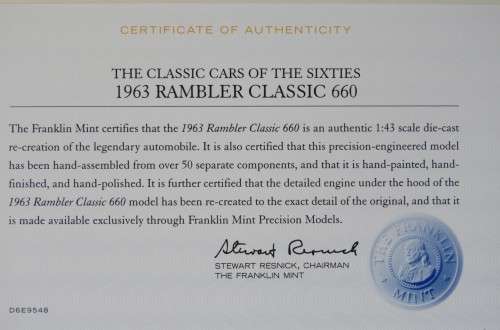 CERTIFICATE OF AUTHENTICITY
THE CLASSIC CARS OF THE SIXTIES
1963 RAMBLER CLASSIC 660
The Franklin Mint certifies that the 1963 Rambler Classic 660 is an authentic 1:43 scale die-cast
re-creation of the legendary automobile. It is also certified that this precision-engineered model
has been hand-assembled from over 50 separate components, and that it is hand-painted, hand-
finished, and hand-polished. It is further certified that the detailed engine under the hood of the
1963 Rambler Classic 660 model has been re-created to the exact detail of the original, and that it
is made available exclusively through Franklin Mint Precision Models.
Stewart Resnick
STEWART RESNICK, CHAIRMAN
THE FRANKLIN MINT
THE FRANKLIN
MINT
D6E9548